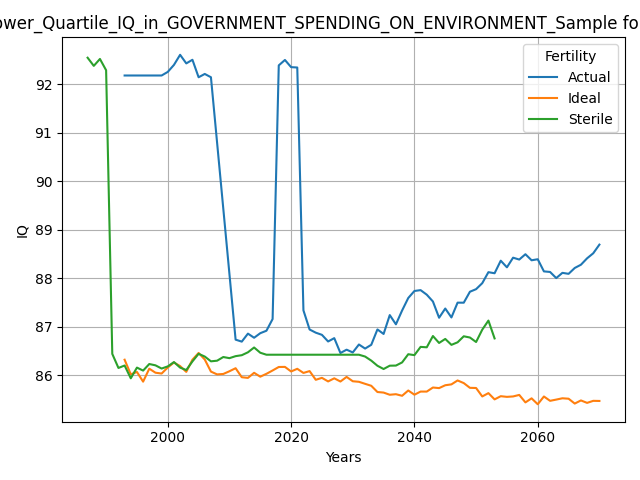 ower_Quartile_IQ_in_GOVERNMENT_SPENDING_ON_ENVIRONMENT_Sample fo
Fertility
Actual
Ideal
Sterile
92
91
90
89
88
87
86
IQ
2000
2020
2040
2060
Years